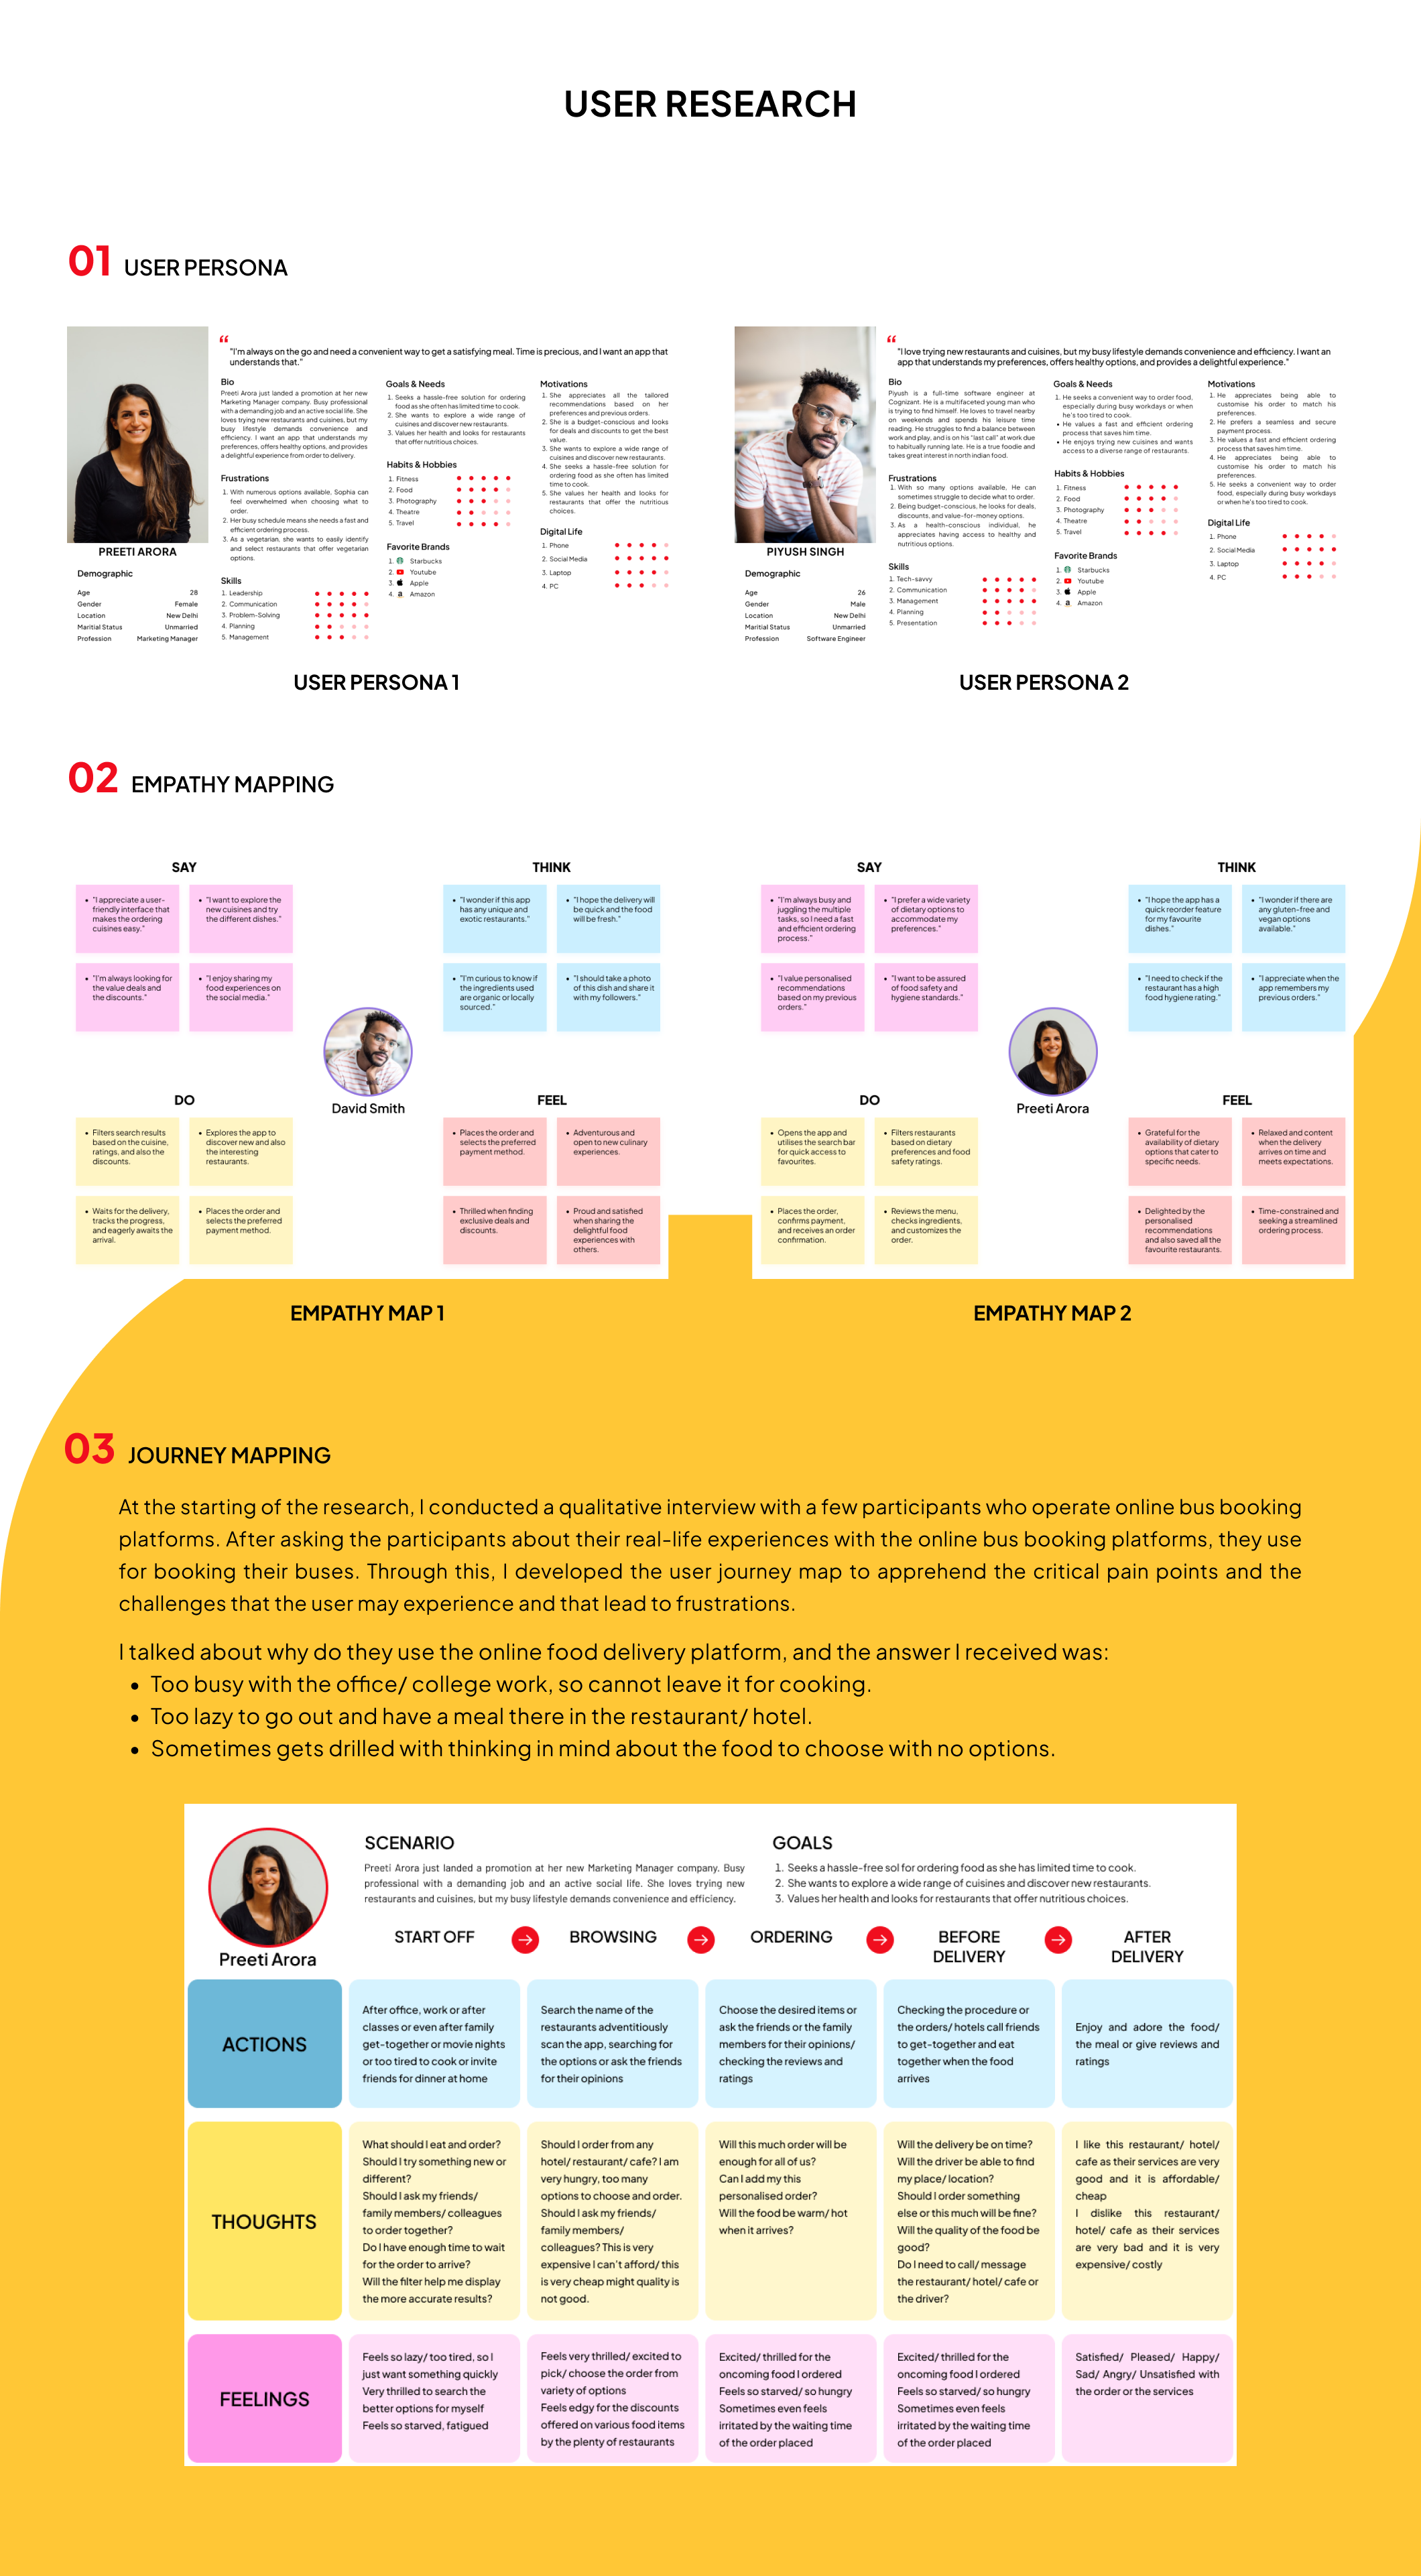 USER RESEARCH
01 USER PERSONA
“
"I'm always on the go and need a convenient way to get a satisfying meal. Time is precious, and I want an app that
understands that."
Bio
Preeti Arora just landed a promotion at her new
Marketing Manager company. Busy professional
with a demanding job and an active social life. She
loves trying new restaurants and cuisines, but my
busy lifestyle demands convenience and
efficiency. I want an app that understands my
preferences, offers healthy options, and provides
a delightful experience from order to delivery.
Frustrations
1. With numerous options available, Sophia can
feel overwhelmed when choosing what to
order.
2. Her busy schedule means she needs a fast and
efficient ordering process.
3. As a vegetarian, she wants to easily identify
and select restaurants that offer vegetarian
options.
Skills
1. Leadership
2. Communication
3. Problem-Solving
4. Planning
5. Management
Goals & Needs
1. Seeks a hassle-free solution for ordering
food as she often has limited time to cook.
2. She wants to explore a wide range of
cuisines and discover new restaurants.
3. Values her health and looks for restaurants
that offer nutritious choices.
Habits & Hobbies
1. Fitness
2. Food
3. Photography
4. Theatre
5. Travel
Favorite Brands
1. Starbucks
2. Youtube
3. Apple
4. Amazon
Motivations
1. She appreciates all the tailored
recommendations based on her
preferences and previous orders.
2. She is a budget-conscious and looks
for deals and discounts to get the best
value.
3. She wants to explore a wide range of
cuisines and discover new restaurants.
4. She seeks a hassle-free solution for
ordering food as she often has limited
time to cook.
5. She values her health and looks for
restaurants that offer the nutritious
choices.
Digital Life
1. Phone
2. Social Media
3. Laptop
4. PC
PREETI ARORA
Demographic
Age 28
Gender Female
Location New Delhi
Maritial Status Unmarried
Profession Marketing Manager
USER PERSONA 1
“
"I love trying new restaurants and cuisines, but my busy lifestyle demands convenience and efficiency. I want an
app that understands my preferences, offers healthy options, and provides a delightful experience."
Bio
Piyush is a full-time software engineer at
Cognizant. He is a multifaceted young man who
is trying to find himself. He loves to travel nearby
on weekends and spends his leisure time
reading. He struggles to find a balance between
work and play, and is on his "last call" at work due
to habitually running late. He is a true foodie and
takes great interest in north indian food.
Frustrations
1. With so many options available, He can
sometimes struggle to decide what to order.
2. Being budget-conscious, he looks for deals,
discounts, and value-for-money options.
3. As a health-conscious individual, he
appreciates having access to healthy and
nutritious options.
Skills
1. Tech-savvy
2. Communication
3. Management
4. Planning
5. Presentation
Goals & Needs
1. He seeks a convenient way to order food,
especially during busy workdays or when
he's too tired to cook.
• He values a fast and efficient ordering
process that saves him time.
• He enjoys trying new cuisines and wants
access to a diverse range of restaurants.
Habits & Hobbies
1. Fitness
2. Food
3. Photography
4. Theatre
5. Travel
Favorite Brands
1. Starbucks
2. Youtube
3. Apple
4. Amazon
Motivations
1. He appreciates being able to
customise his order to match his
preferences.
2. He prefers a seamless and secure
payment process.
3. He values a fast and efficient ordering
process that saves him time.
4. He appreciates being able to
customise his order to match his
preferences.
5. He seeks a convenient way to order
food, especially during busy workdays
or when he's too tired to cook.
Digital Life
1. Phone
2. Social Media
3. Laptop
4. PC
PIYUSH SINGH
Demographic
Age 26
Gender Male
Location New Delhi
Maritial Status Unmarried
Profession Software Engineer
USER PERSONA 2
02 EMPATHY MAPPING
SAY
• "I appreciate a user-
friendly interface that
makes the ordering
cuisines easy."
• "I want to explore the
new cuisines and try
the different dishes."
• "I'm always looking for
the value deals and
the discounts."
• "I enjoy sharing my
food experiences on
the social media."
THINK
• "I wonder if this app
has any unique and
exotic restaurants."
• "I hope the delivery will
be quick and the food
will be fresh."
• "I'm curious to know if
the ingredients used
are organic or locally
sourced."
• "I should take a photo
of this dish and share it
with my followers."
David Smith
DO
• Filters search results
based on the cuisine,
ratings, and also the
discounts.
• Explores the app to
discover new and also
the interesting
restaurants.
• Waits for the delivery,
tracks the progress,
and eagerly awaits the
arrival.
• Places the order and
selects the preferred
payment method.
FEEL
• Places the order and
selects the preferred
payment method.
• Adventurous and
open to new culinary
experiences.
• Thrilled when finding
exclusive deals and
discounts.
• Proud and satisfied
when sharing the
delightful food
experiences with
others.
EMPATHY MAP 1
SAY
• "I'm always busy and
juggling the multiple
tasks, so I need a fast
and efficient ordering
process."
• "I prefer a wide variety
of dietary options to
accommodate my
preferences."
• "I value personalised
recommendations
based on my previous
orders."
• "I want to be assured
of food safety and
hygiene standards."
THINK
• "I hope the app has a
quick reorder feature
for my favourite
dishes."
• "I wonder if there are
any gluten-free and
vegan options
available."
• "I need to check if the
restaurant has a high
food hygiene rating."
• "I appreciate when the
app remembers my
previous orders."
Preeti Arora
DO
• Opens the app and
utilises the search bar
for quick access to
favourites.
• Filters restaurants
based on dietary
preferences and food
safety ratings.
• Places the order,
confirms payment,
and receives an order
confirmation.
• Reviews the menu,
checks ingredients,
and customizes the
order.
FEEL
• Grateful for the
availability of dietary
options that cater to
specific needs.
• Relaxed and content
when the delivery
arrives on time and
meets expectations.
• Delighted by the
personalised
recommendations
and also saved all the
favourite restaurants.
• Time-constrained and
seeking a streamlined
ordering process.
EMPATHY MAP 2
03 JOURNEY MAPPING
At the starting of the research, I conducted a qualitative interview with a few participants who operate online bus booking
platforms. After asking the participants about their real-life experiences with the online bus booking platforms, they use
for booking their buses. Through this, I developed the user journey map to apprehend the critical pain points and the
challenges that the user may experience and that lead to frustrations.
I talked about why do they use the online food delivery platform, and the answer I received was:
• Too busy with the office/ college work, so cannot leave it for cooking.
• Too lazy to go out and have a meal there in the restaurant/ hotel.
• Sometimes gets drilled with thinking in mind about the food to choose with no options.
Preeti Arora
SCENARIO
Preeti Arora just landed a promotion at her new Marketing Manager company. Busy
professional with a demanding job and an active social life. She loves trying new
restaurants and cuisines, but my busy lifestyle demands convenience and efficiency.
GOALS
1. Seeks a hassle-free sol for ordering food as she has limited time to cook.
2. She wants to explore a wide range of cuisines and discover new restaurants.
3. Values her health and looks for restaurants that offer nutritious choices.
START OFF
BROWSING
ORDERING
BEFORE
DELIVERY
AFTER
DELIVERY
ACTIONS
After office, work or after
classes or even after family
get-together or movie nights
or too tired to cook or invite
friends for dinner at home
Search the name of the
restaurants adventitiously
scan the app, searching for
the options or ask the friends
for their opinions
Choose the desired items or
ask the friends or the family
members for their opinions/
checking the reviews and
ratings
Checking the procedure or
the orders/ hotels call friends
to get-together and eat
together when the food
arrives
Enjoy and adore the food/
the meal or give reviews and
ratings
THOUGHTS
What should I eat and order?
Should I try something new or
different?
Should I ask my friends/
family members/ colleagues
to order together?
Do I have enough time to wait
for the order to arrive?
Will the filter help me display
the more accurate results?
Should I order from any
hotel/ restaurant/ cafe? I am
very hungry, too many
options to choose and order.
Should I ask my friends/
family members/
colleagues? This is very
expensive I can't afford/ this
is very cheap might quality is
not good.
Will this much order will be
enough for all of us?
Can I add my this
personalised order?
Will the food be warm/ hot
when it arrives?
Will the delivery be on time?
Will the driver be able to find
my place/ location?
Should I order something
else or this much will be fine?
Will the quality of the food be
good?
Do I need to call/ message
the restaurant/ hotel/ cafe or
the driver?
I like this restaurant/ hotel/
cafe as their services are very
good and it is affordable/
cheap
I dislike this restaurant/
hotel/ cafe as their services
are very bad and it is very
expensive/ costly
FEELINGS
Feels so lazy/ too tired, so I
just want something quickly
Very thrilled to search the
better options for myself
Feels so starved, fatigued
Feels very thrilled/ excited to
pick/ choose the order from
variety of options
Feels edgy for the discounts
offered on various food items
by the plenty of restaurants
Excited/ thrilled for the
oncoming food I ordered
Feels so starved/ so hungry
Sometimes even feels
irritated by the waiting time
of the order placed
Excited/ thrilled for the
oncoming food I ordered
Feels so starved/ so hungry
Sometimes even feels
irritated by the waiting time
of the order placed
Satisfied/ Pleased/ Happy/
Sad/ Angry/ Unsatisfied with
the order or the services